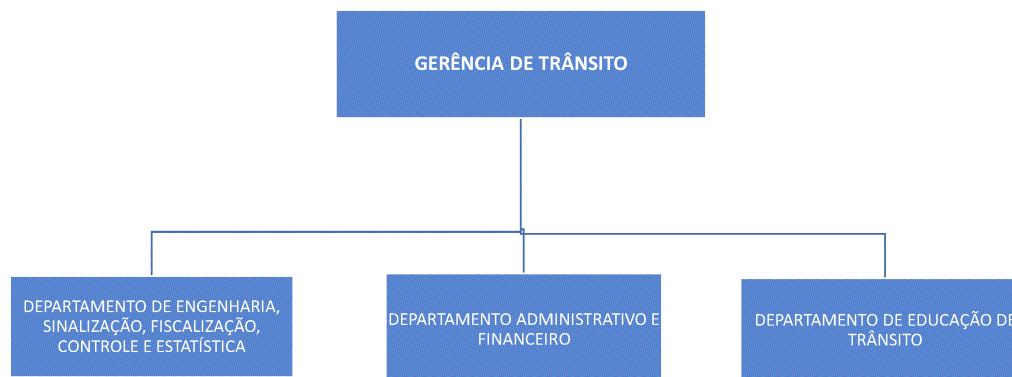 GERÊNCIA DE TRÂNSITO
DEPARTAMENTO DE ENGENHARIA,
SINALIZAÇÃO, FISCALIZAÇÃO,
CONTROLE E ESTATÍSTICA
DEPARTAMENTO ADMINISTRATIVO E
FINANCEIRO
DEPARTAMENTO DE EDUCAÇÃO DE
TRÂNSITO